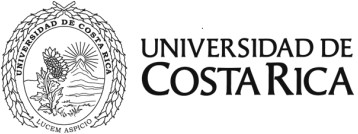 UNIVERSIDAD DE COSTA RICA
LUCEM ASPICIO
UNIVERSIDAD DE
COSTA RICA